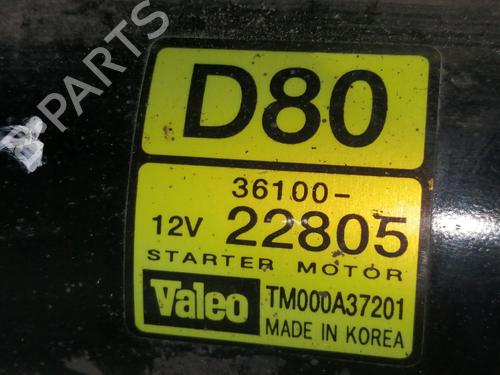 B-PARTS
D80
36100-
12V 22805
STARTER MOTOR
Valeo TM000A37201
MADE IN KOREA